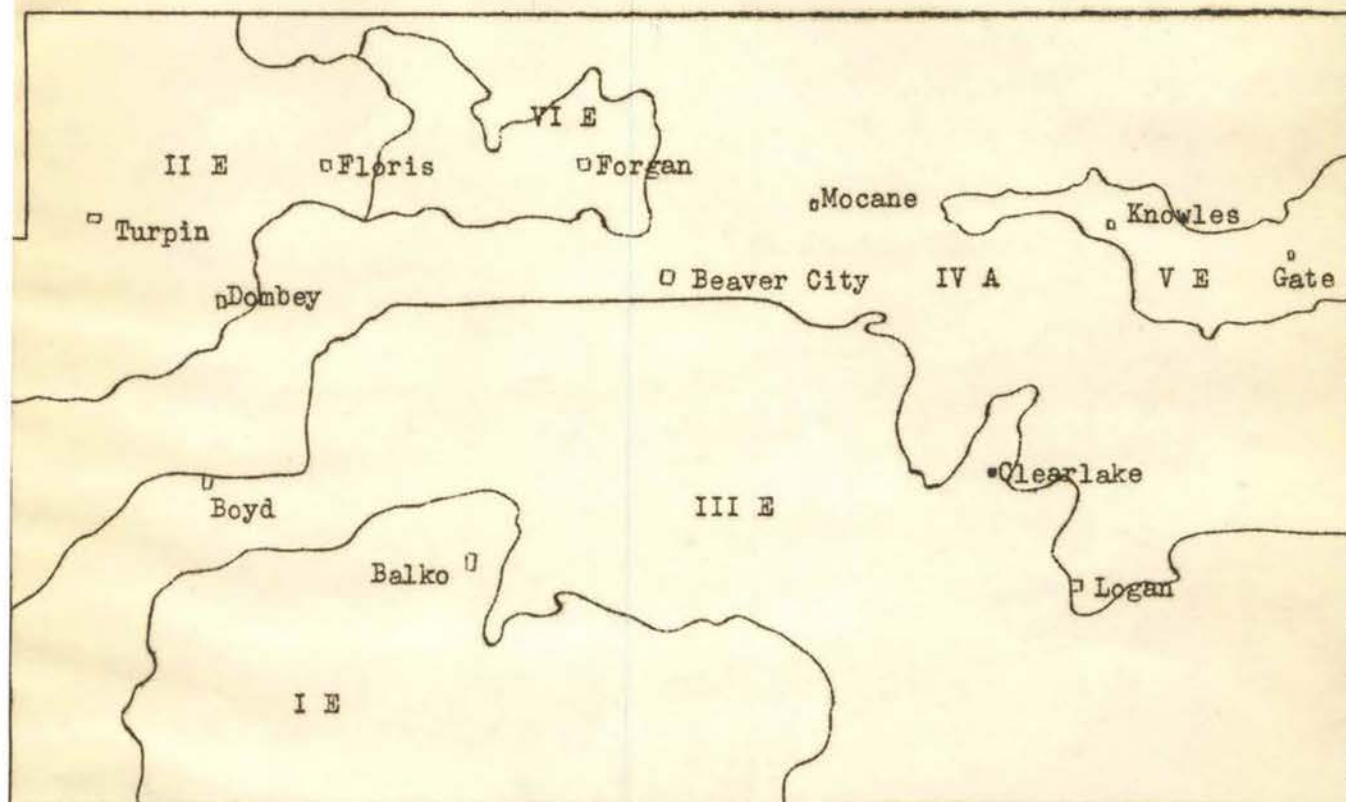 VI E
II E
Floris
Forgan
Mocane
Knowles
Turpin
Beaver City
IV A
V E
Gate
Dombey
Clearlake
Boyd
III E
Balko
Logan
I E